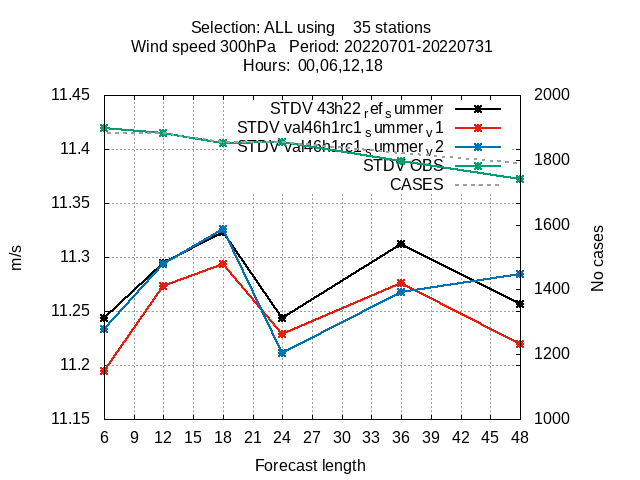 Selection: ALL using    35 stations
Wind speed 300hPa   Period: 20220701-20220731
Hours: 00,06,12,18
11.45
11.4
11.35
11.3
11.25
11.2
11.15
m/s
STDV 43h22refsummer
STDV val46h1rc1summerv1
STDV val46h1rc1summerv2
STDV OBS
CASES
2000
1800
1600
1400
1200
1000
No cases
6 9 12 15 18 21 24 27 30 33 36 39 42 45 48
Forecast length